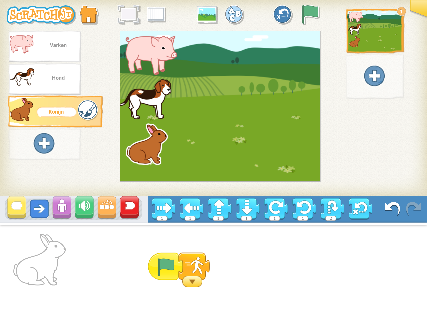 SCRATCHJR
Varken
Hond
Konijn